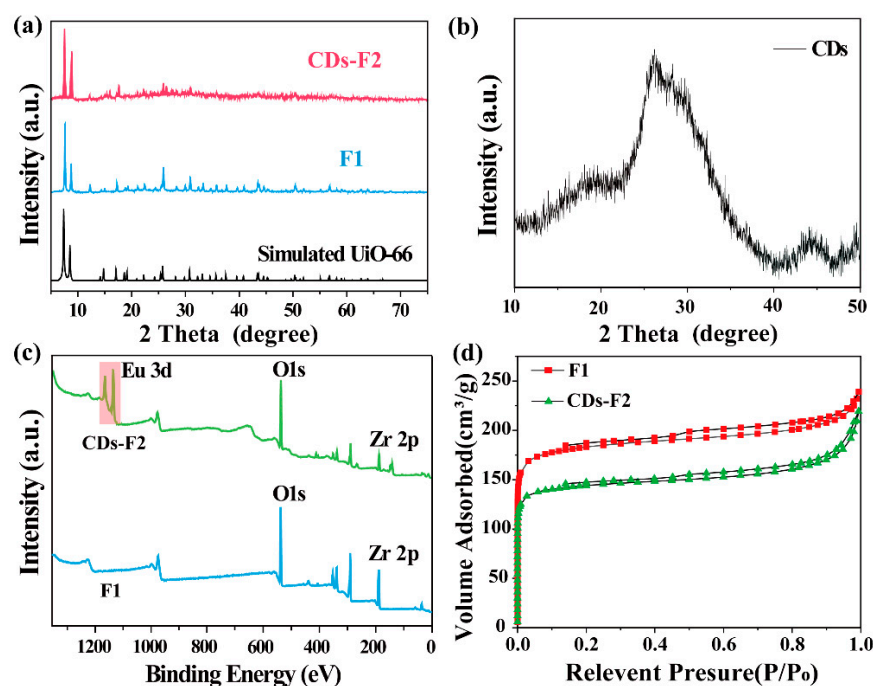 (a)
CDs-F2
F1
Simulated UiO-66
Intensity (a.u.)
10 20 30 40 50 60 70
2 Theta (degree)
(b)
CDs
Intensity (a.u.)
10 20 30 40 50
2 Theta (degree)
(c)
Eu 3d
O1s
CDs-F2
Zr 2p
O1s
Zr 2p
F1
Intensity (a.u.)
1200 1000 800 600 400 200 0
Binding Energy (eV)
(d)
F1
CDs-F2
250
200
150
100
50
0
Volume Adsorbed(cm³/g)
0.0 0.2 0.4 0.6 0.8 1.0
Relevent Presure(P/P₀)